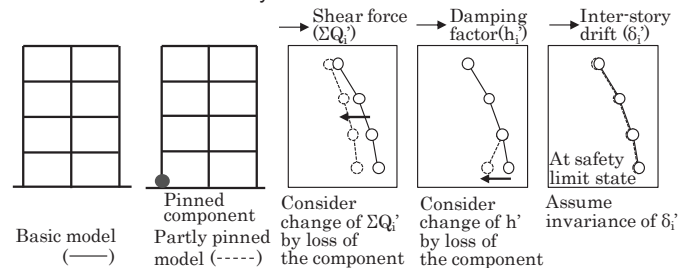 Shear force
(ΣQi’)
Damping
factor(hi’)
Inter-story
drift (δi’)
At safety
limit state
Pinned
component
Basic model
(——)
Partly pinned
model (-----)
Consider
change of ΣQi’
by loss of
the component
Consider
change of h’
by loss of
the component
Assume
invariance of δi’